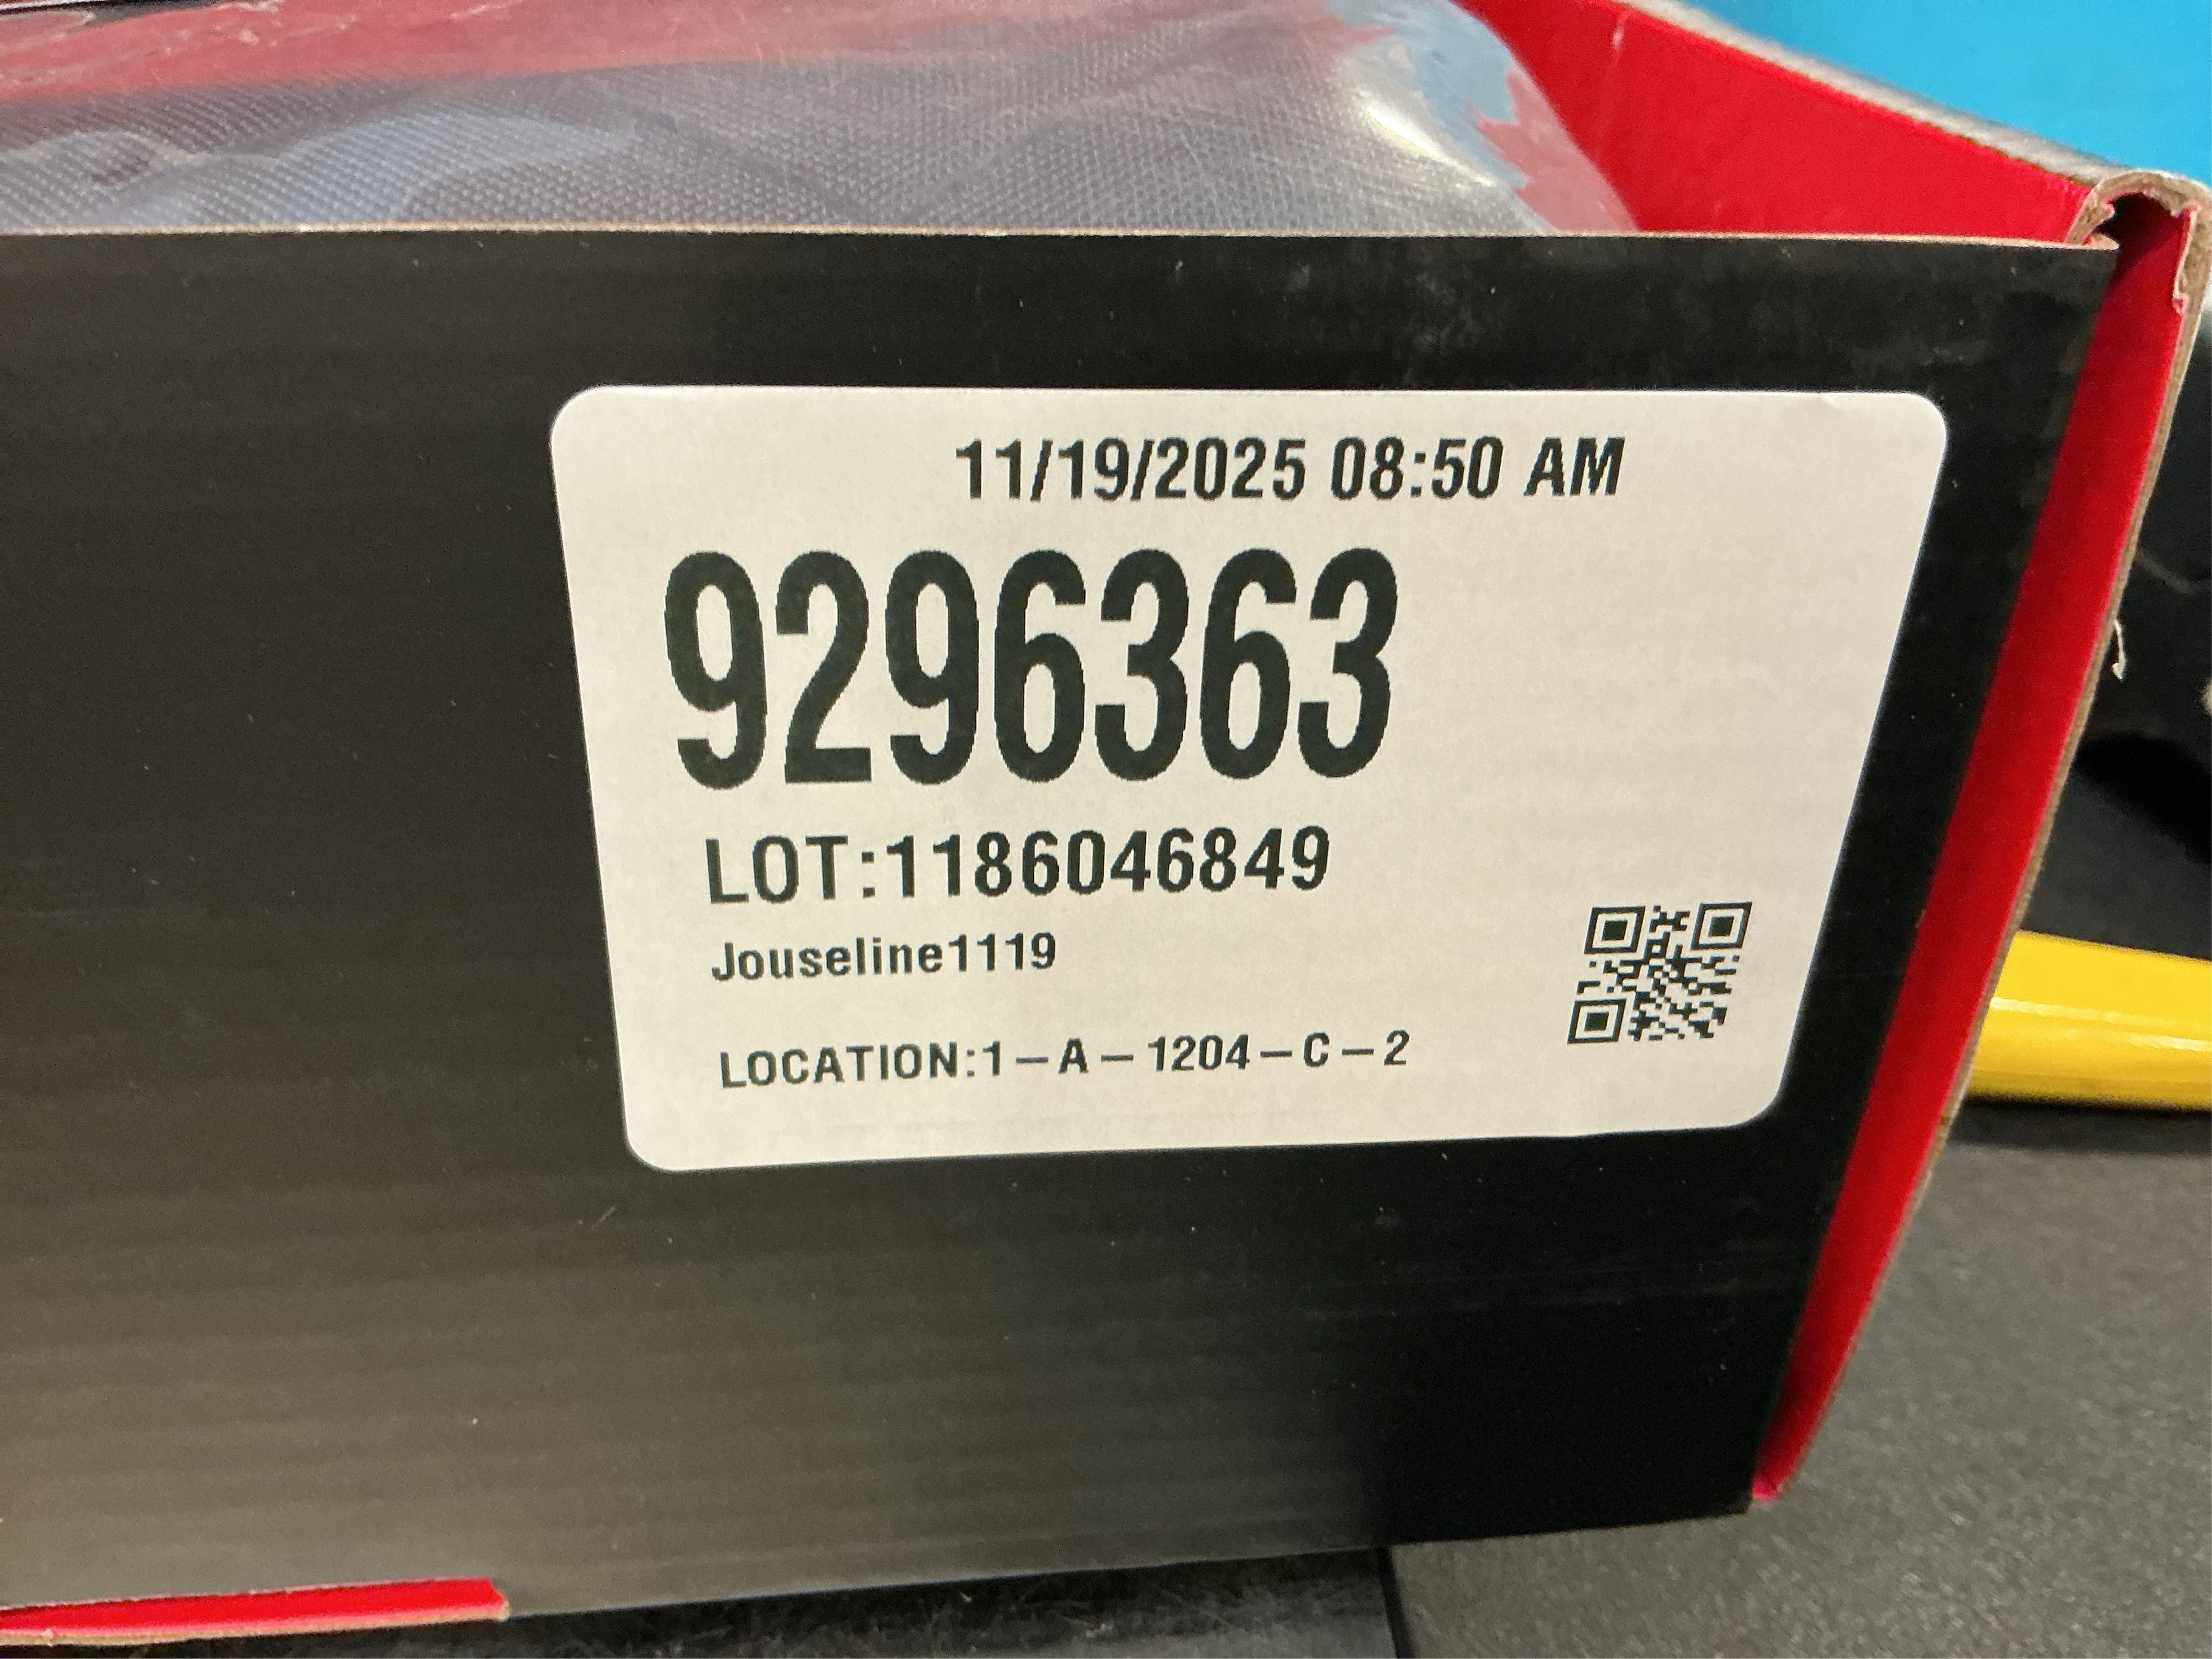 11/19/2025 08:50 AM
9296363
LOT:1186046849
Jouseline1119
LOCATION:1–A–1204–C–2